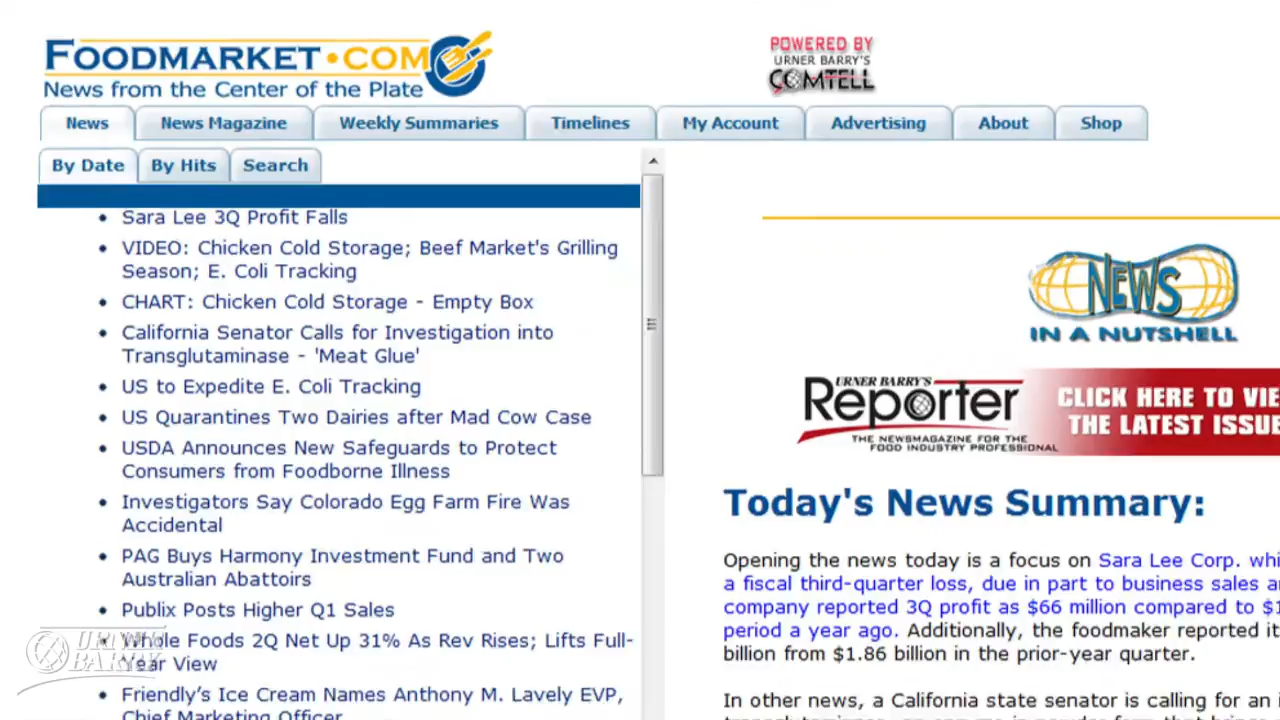 FOODMARKET•COM
News from the Center of the Plate
POWERED BY
URNER BARRY'S
COMTELL
News
News Magazine
Weekly Summaries
Timelines
My Account
Advertising
About
Shop
By Date
By Hits
Search
• Sara Lee 3Q Profit Falls
• VIDEO: Chicken Cold Storage; Beef Market's Grilling
Season; E. Coli Tracking
• CHART: Chicken Cold Storage - Empty Box
• California Senator Calls for Investigation into
Transglutaminase - 'Meat Glue'
• US to Expedite E. Coli Tracking
• US Quarantines Two Dairies after Mad Cow Case
• USDA Announces New Safeguards to Protect
Consumers from Foodborne Illness
• Investigators Say Colorado Egg Farm Fire Was
Accidental
• PAG Buys Harmony Investment Fund and Two
Australian Abattoirs
• Publix Posts Higher Q1 Sales
• Whole Foods 2Q Net Up 31% As Rev Rises; Lifts Full-
Year View
• Friendly's Ice Cream Names Anthony M. Lavely EVP,
Chief Marketing Officer
URNER
BARRY
NEWS
IN A NUTSHELL
URNER BARRY'S
Reporter
THE NEWSMAGAZINE FOR THE
FOOD INDUSTRY PROFESSIONAL
CLICK HERE TO VIE
THE LATEST ISSUE
Today's News Summary:
Opening the news today is a focus on Sara Lee Corp. whi
a fiscal third-quarter loss, due in part to business sales a
company reported 3Q profit as $66 million compared to $1
period a year ago. Additionally, the foodmaker reported it
billion from $1.86 billion in the prior-year quarter.
In other news, a California state senator is calling for an i